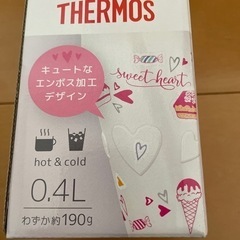 THERMOS
キュートな
エンボス加工
デザイン
sweet heart
hot & cold
0.4L
わずか約190g